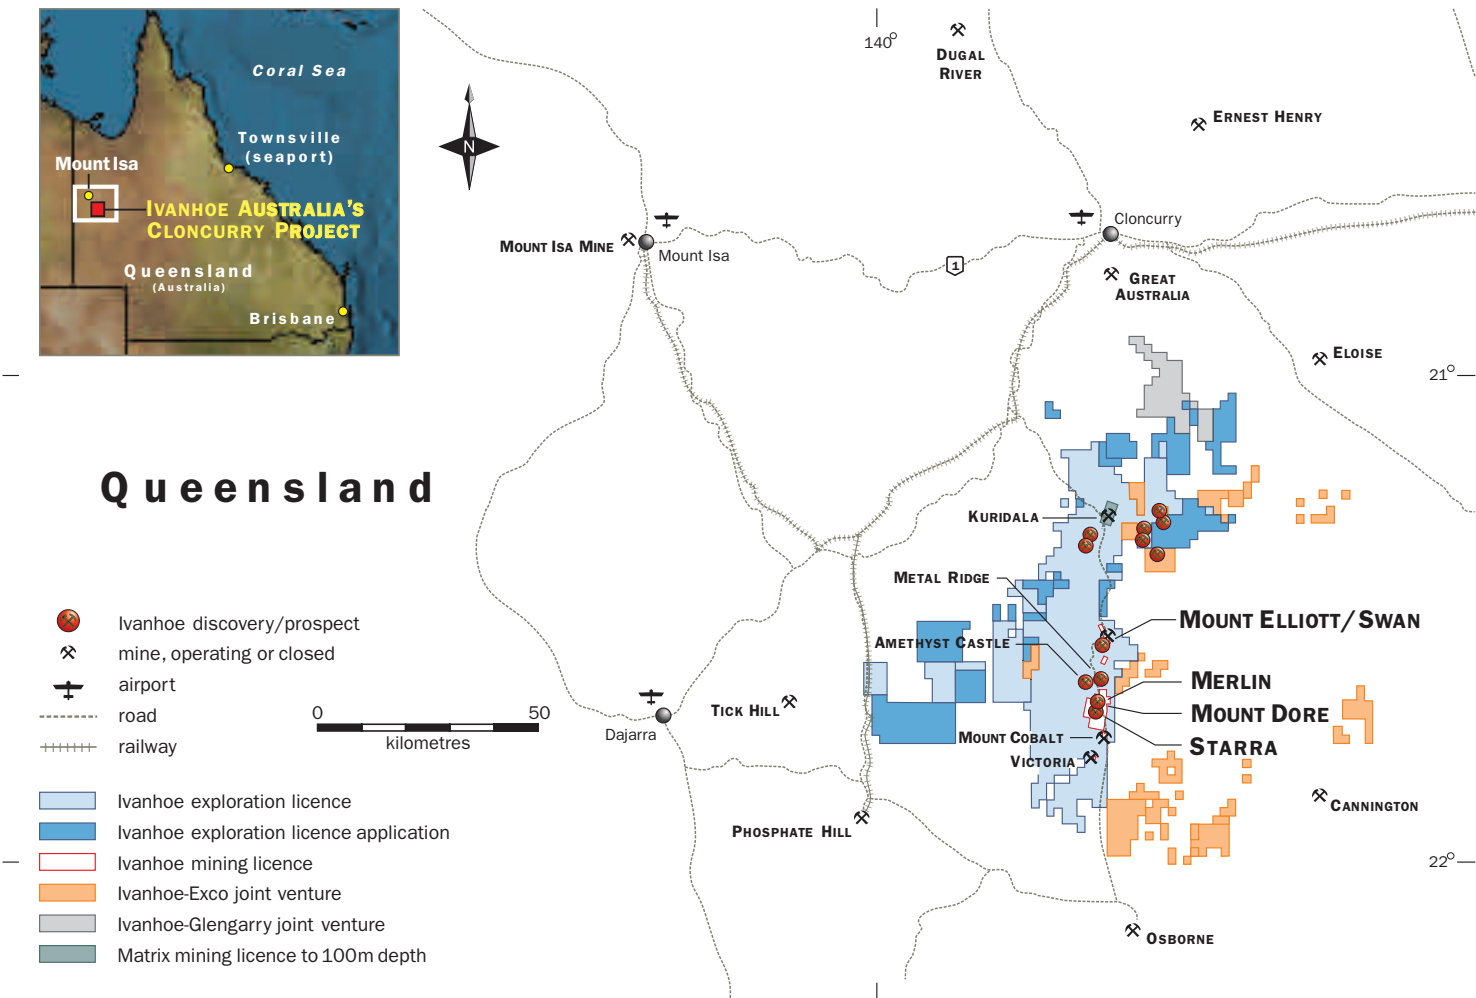 Coral Sea
Townsville
(seaport)
Mount Isa
IVANHOE AUSTRALIA'S
CLONCURRY PROJECT
Queensland
(Australia)
Brisbane
N
140°
DUGAL
RIVER
ERNEST HENRY
Cloncurry
MOUNT ISA MINE
Mount Isa
1
GREAT
AUSTRALIA
ELOISE
21°
Queensland
KURIDALA
METAL RIDGE
MOUNT ELLIOTT/SWAN
AMETHYST CASTLE
MERLIN
TICK HILL
MOUNT DORE
Dajarra
MOUNT COBALT
STARRA
VICTORIA
CANNINGTON
PHOSPHATE HILL
22°
OSBORNE
Ivanhoe discovery/prospect
mine, operating or closed
airport
road
railway
0 50
kilometres
Ivanhoe exploration licence
Ivanhoe exploration licence application
Ivanhoe mining licence
Ivanhoe-Exco joint venture
Ivanhoe-Glengarry joint venture
Matrix mining licence to 100m depth